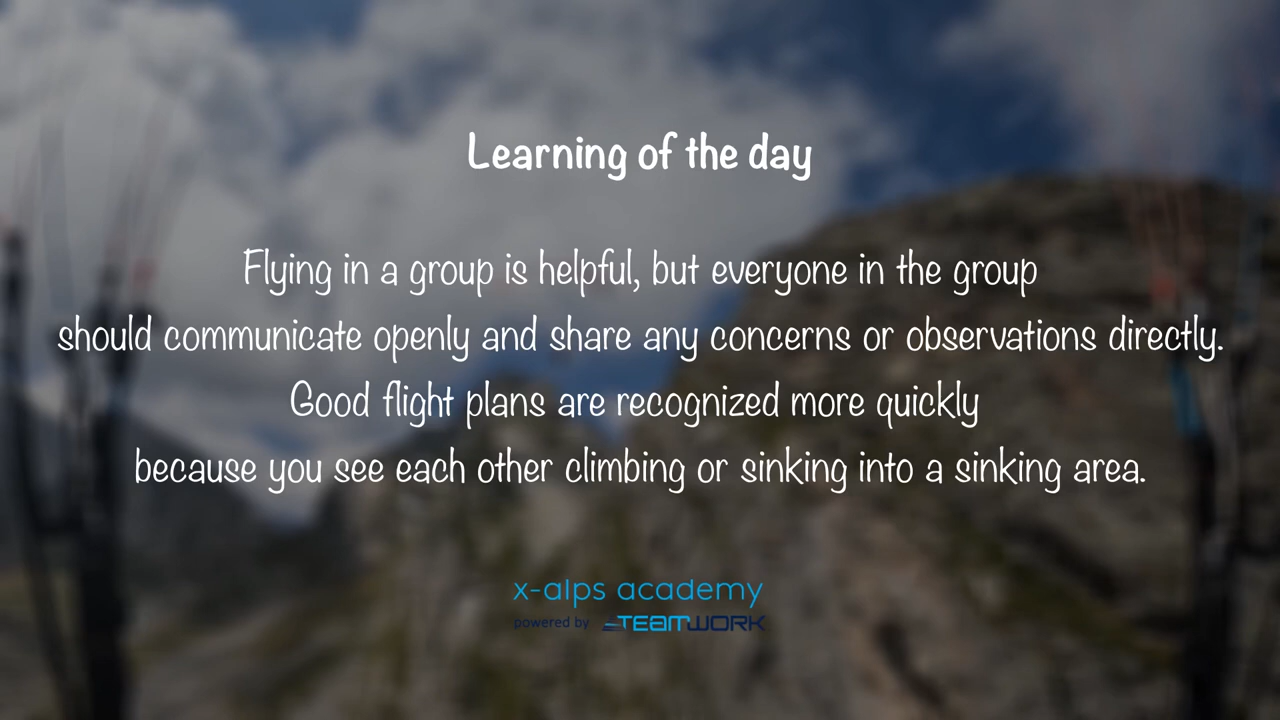 Learning of the day
Flying in a group is helpful, but everyone in the group
should communicate openly and share any concerns or observations directly.
Good flight plans are recognized more quickly
because you see each other climbing or sinking into a sinking area.
x-alps academy
powered by TEAMWORK